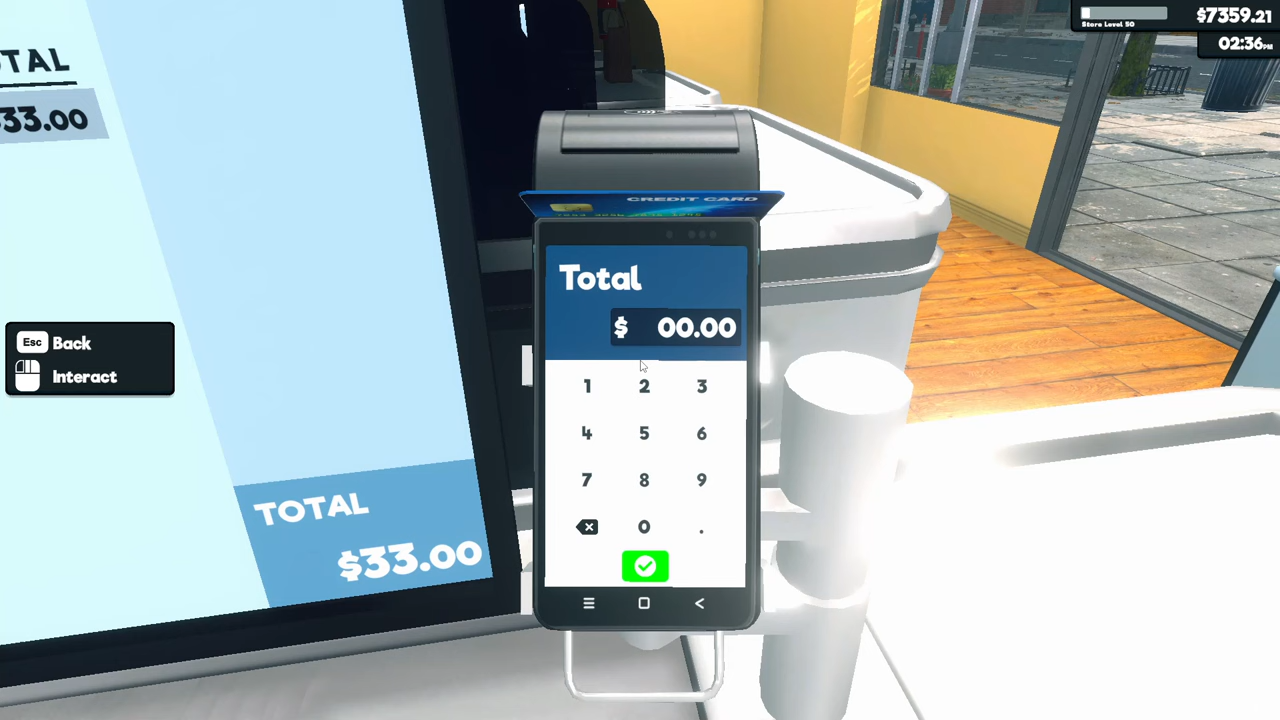 $7359.21
Store Level 50
02:36PM
TOTAL
33.00
CREDIT CARD
Total
$ 00.00
Esc Back
Interact
1 2 3
4 5 6
7 8 9
0 .
TOTAL
$33.00